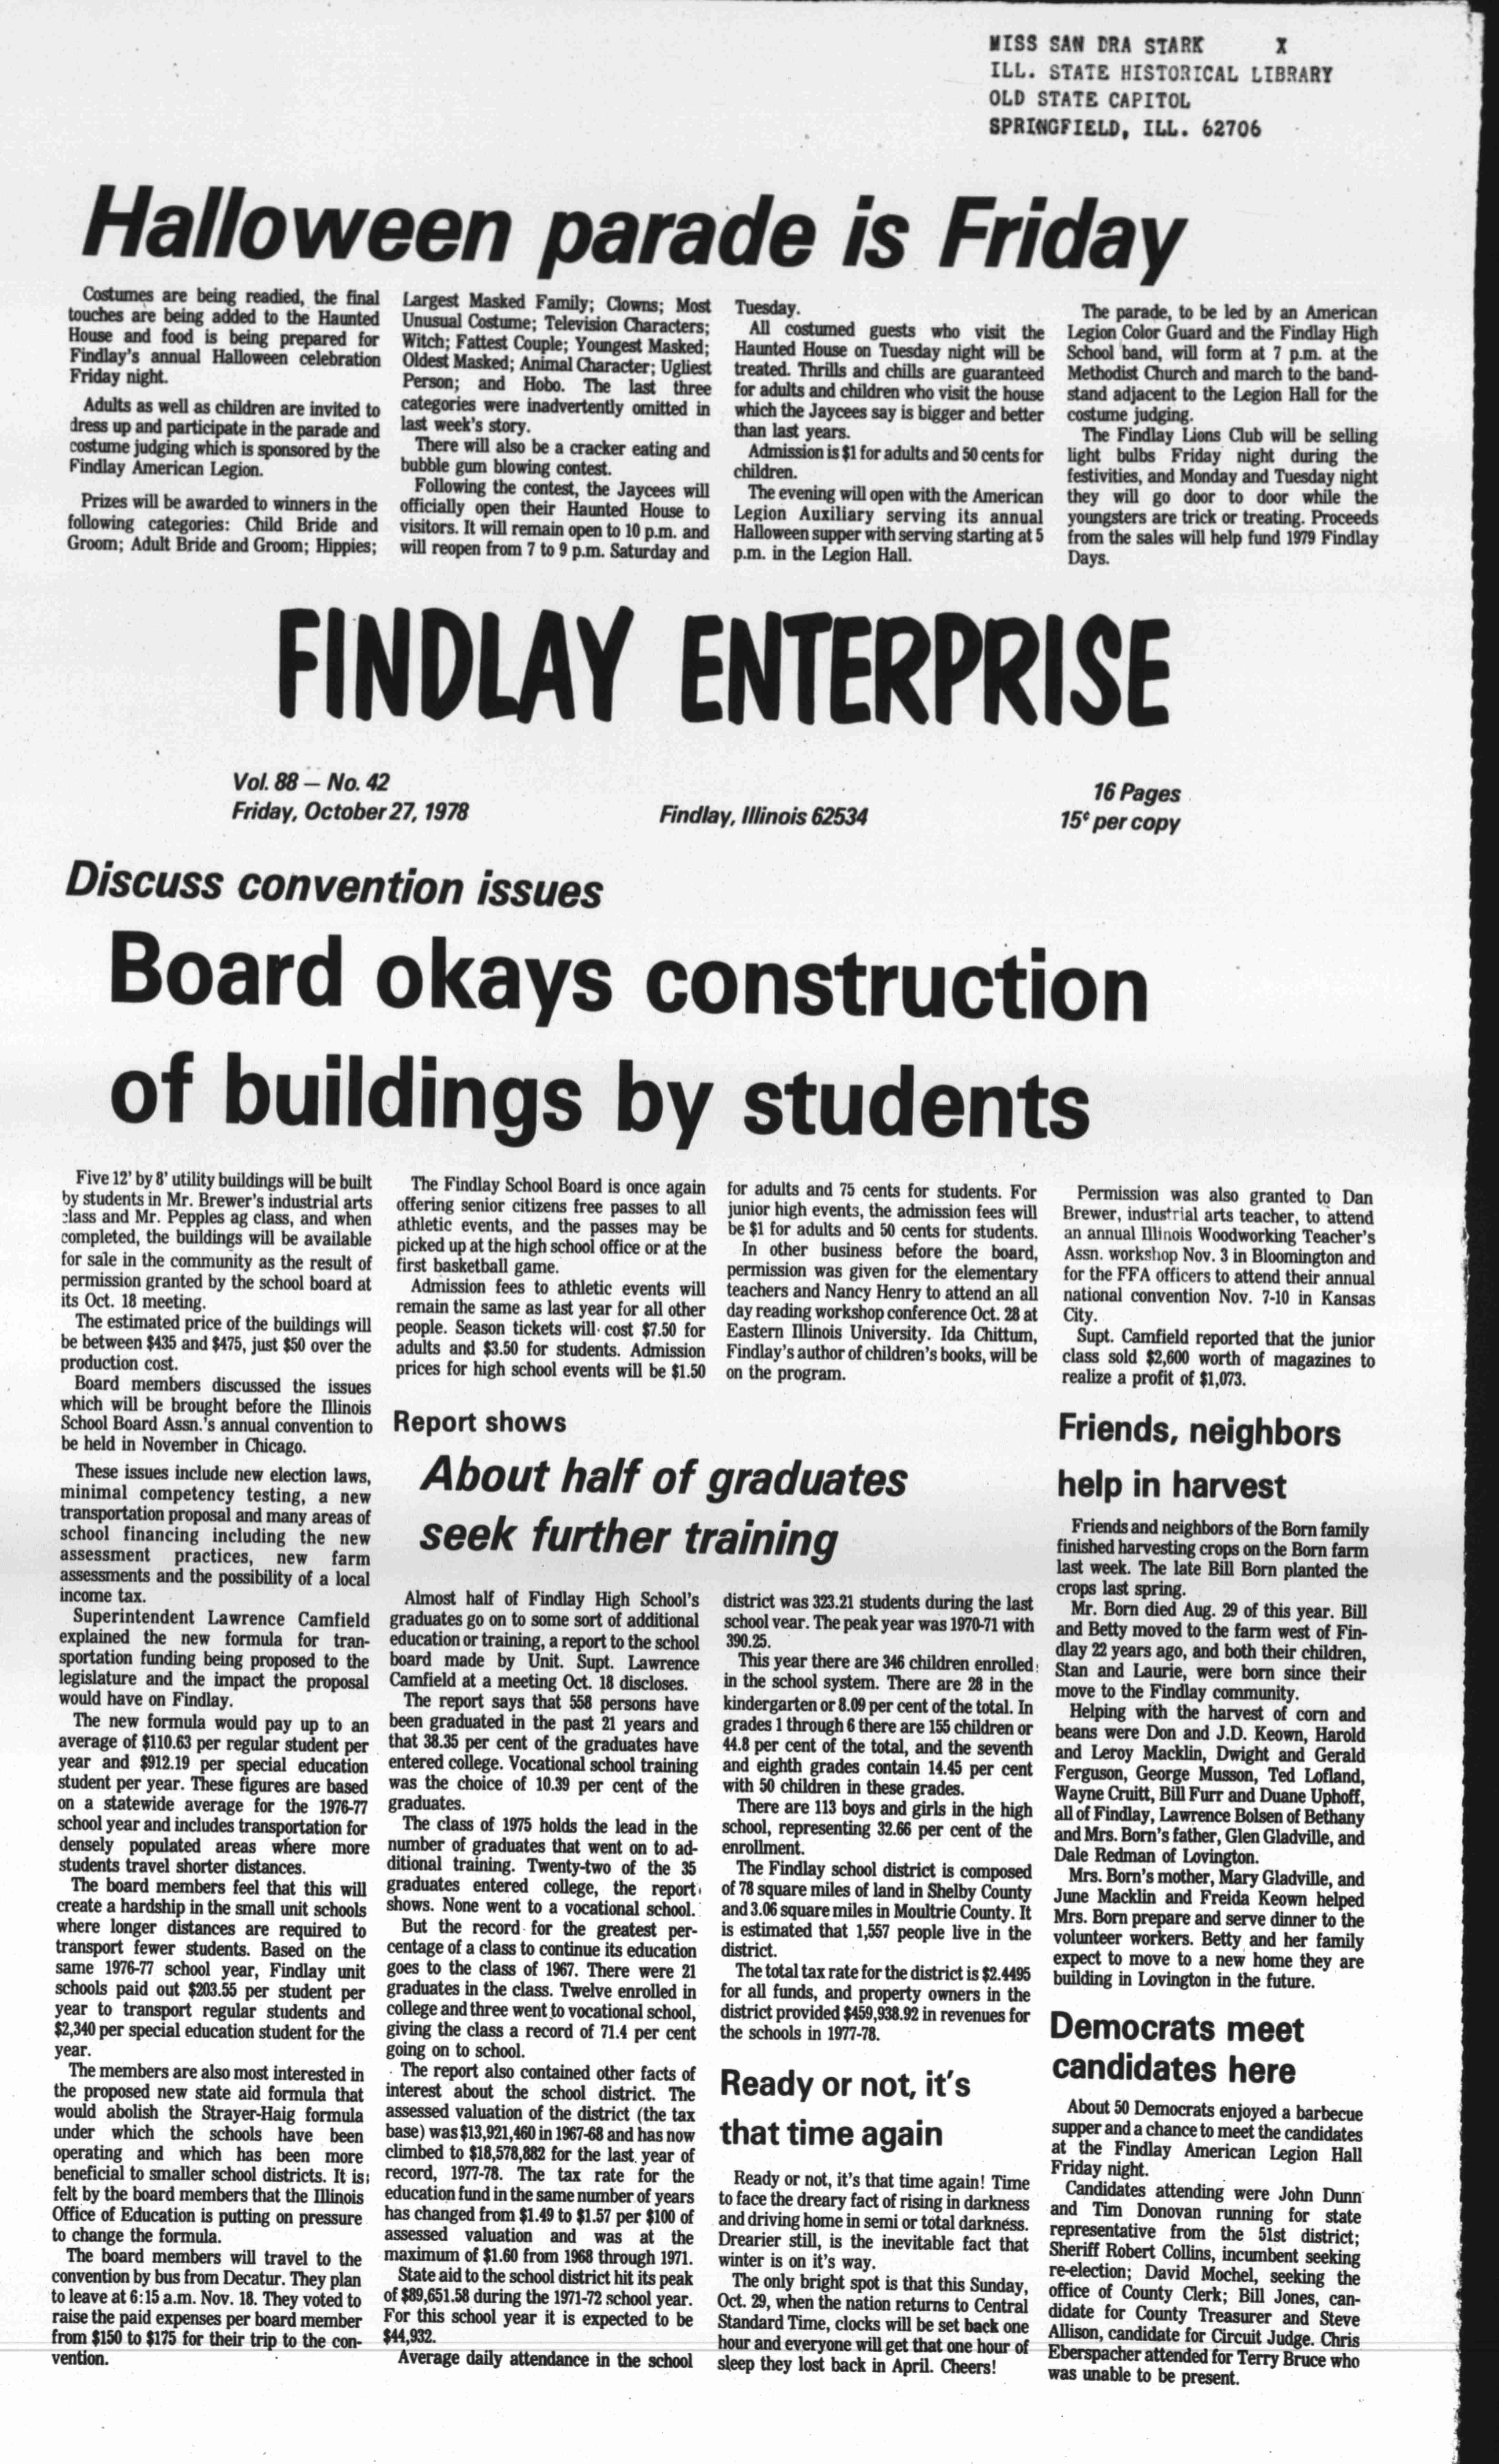 MISS SAN DRA STARK X
ILL. STATE HISTORICAL LIBRARY
OLD STATE CAPITOL
SPRINGFIELD, ILL. 62706
Halloween parade is Friday
Costumes are being readied, the final
touches are being added to the Haunted
House and food is being prepared for
Findlay's annual Halloween celebration
Friday night.
Adults as well as children are invited to
dress up and participate in the parade and
costume judging which is sponsored by the
Findlay American Legion.
Prizes will be awarded to winners in the
following categories: Child Bride and
Groom; Adult Bride and Groom; Hippies;
Largest Masked Family; Clowns; Most
Unusual Costume; Television Characters;
Witch; Fattest Couple; Youngest Masked;
Oldest Masked; Animal Character; Ugliest
Person; and Hobo. The last three
categories were inadvertently omitted in
last week's story.
There will also be a cracker eating and
bubble gum blowing contest.
Following the contest, the Jaycees will
officially open their Haunted House to
visitors. It will remain open to 10 p.m. and
will reopen from 7 to 9 p.m. Saturday and
Tuesday.
All costumed guests who visit the
Haunted House on Tuesday night will be
treated. Thrills and chills are guaranteed
for adults and children who visit the house
which the Jaycees say is bigger and better
than last years.
Admission is $1 for adults and 50 cents for
children.
The evening will open with the American
Legion Auxiliary serving its annual
Halloween supper with serving starting at 5
p.m. in the Legion Hall.
The parade, to be led by an American
Legion Color Guard and the Findlay High
School band, will form at 7 p.m. at the
Methodist Church and march to the band-
stand adjacent to the Legion Hall for the
costume judging.
The Findlay Lions Club will be selling
light bulbs Friday night during the
festivities, and Monday and Tuesday night
they will go door to door while the
youngsters are trick or treating. Proceeds
from the sales will help fund 1979 Findlay
Days.
FINDLAY ENTERPRISE
Vol. 88 — No. 42
Friday, October 27, 1978
Findlay, Illinois 62534
16 Pages
15¢ per copy
Discuss convention issues
Board okays construction
of buildings by students
Five 12' by 8' utility buildings will be built
by students in Mr. Brewer's industrial arts
class and Mr. Pepples ag class, and when
completed, the buildings will be available
for sale in the community as the result of
permission granted by the school board at
its Oct. 18 meeting.
The estimated price of the buildings will
be between $435 and $475, just $50 over the
production cost.
Board members discussed the issues
which will be brought before the Illinois
School Board Assn.'s annual convention to
be held in November in Chicago.
These issues include new election laws,
minimal competency testing, a new
transportation proposal and many areas of
school financing including the new
assessment practices, new farm
assessments and the possibility of a local
income tax.
Superintendent Lawrence Camfield
explained the new formula for tran-
sportation funding being proposed to the
legislature and the impact the proposal
would have on Findlay.
The new formula would pay up to an
average of $110.63 per regular student per
year and $912.19 per special education
student per year. These figures are based
on a statewide average for the 1976-77
school year and includes transportation for
densely populated areas where more
students travel shorter distances.
The board members feel that this will
create a hardship in the small unit schools
where longer distances are required to
transport fewer students. Based on the
same 1976-77 school year, Findlay unit
schools paid out $203.55 per student per
year to transport regular students and
$2,340 per special education student for the
year.
The members are also most interested in
the proposed new state aid formula that
would abolish the Strayer-Haig formula
under which the schools have been
operating and which has been more
beneficial to smaller school districts. It is
felt by the board members that the Illinois
Office of Education is putting on pressure
to change the formula.
The board members will travel to the
convention by bus from Decatur. They plan
to leave at 6:15 a.m. Nov. 18. They voted to
raise the paid expenses per board member
from $150 to $175 for their trip to the con-
vention.
The Findlay School Board is once again
offering senior citizens free passes to all
athletic events, and the passes may be
picked up at the high school office or at the
first basketball game.
Admission fees to athletic events will
remain the same as last year for all other
people. Season tickets will cost $7.50 for
adults and $3.50 for students. Admission
prices for high school events will be $1.50
for adults and 75 cents for students. For
junior high events, the admission fees will
be $1 for adults and 50 cents for students.
In other business before the board,
permission was given for the elementary
teachers and Nancy Henry to attend an all
day reading workshop conference Oct. 28 at
Eastern Illinois University. Ida Chittum,
Findlay's author of children's books, will be
on the program.
Permission was also granted to Dan
Brewer, industrial arts teacher, to attend
an annual Illinois Woodworking Teacher's
Assn. workshop Nov. 3 in Bloomington and
for the FFA officers to attend their annual
national convention Nov. 7-10 in Kansas
City.
Supt. Camfield reported that the junior
class sold $2,600 worth of magazines to
realize a profit of $1,073.
Report shows
About half of graduates
seek further training
Almost half of Findlay High School's
graduates go on to some sort of additional
education or training, a report to the school
board made by Unit. Supt. Lawrence
Camfield at a meeting Oct. 18 discloses.
The report says that 558 persons have
been graduated in the past 21 years and
that 38.35 per cent of the graduates have
entered college. Vocational school training
was the choice of 10.39 per cent of the
graduates.
The class of 1975 holds the lead in the
number of graduates that went on to ad-
ditional training. Twenty-two of the 35
graduates entered college, the report
shows. None went to a vocational school.
But the record for the greatest per-
centage of a class to continue its education
goes to the class of 1967. There were 21
graduates in the class. Twelve enrolled in
college and three went to vocational school,
giving the class a record of 71.4 per cent
going on to school.
The report also contained other facts of
interest about the school district. The
assessed valuation of the district (the tax
base) was $13,921,460 in 1967-68 and has now
climbed to $18,578,882 for the last year of
record, 1977-78. The tax rate for the
education fund in the same number of years
has changed from $1.49 to $1.57 per $100 of
assessed valuation and was at the
maximum of $1.60 from 1968 through 1971.
State aid to the school district hit its peak
of $89,651.58 during the 1971-72 school year.
For this school year it is expected to be
$44,932.
Average daily attendance in the school
district was 323.21 students during the last
school year. The peak year was 1970-71 with
390.25.
This year there are 346 children enrolled
in the school system. There are 28 in the
kindergarten or 8.09 per cent of the total. In
grades 1 through 6 there are 155 children or
44.8 per cent of the total, and the seventh
and eighth grades contain 14.45 per cent
with 50 children in these grades.
There are 113 boys and girls in the high
school, representing 32.66 per cent of the
enrollment.
The Findlay school district is composed
of 78 square miles of land in Shelby County
and 3.06 square miles in Moultrie County. It
is estimated that 1,557 people live in the
district.
The total tax rate for the district is $2.4495
for all funds, and property owners in the
district provided $459,938.92 in revenues for
the schools in 1977-78.
Ready or not, it's
that time again
Ready or not, it's that time again! Time
to face the dreary fact of rising in darkness
and driving home in semi or total darkness.
Drearier still, is the inevitable fact that
winter is on it's way.
The only bright spot is that this Sunday,
Oct. 29, when the nation returns to Central
Standard Time, clocks will be set back one
hour and everyone will get that one hour of
sleep they lost back in April. Cheers!
Friends, neighbors
help in harvest
Friends and neighbors of the Born family
finished harvesting crops on the Born farm
last week. The late Bill Born planted the
crops last spring.
Mr. Born died Aug. 29 of this year. Bill
and Betty moved to the farm west of Fin-
dlay 22 years ago, and both their children,
Stan and Laurie, were born since their
move to the Findlay community.
Helping with the harvest of corn and
beans were Don and J.D. Keown, Harold
and Leroy Macklin, Dwight and Gerald
Ferguson, George Musson, Ted Lofland,
Wayne Cruitt, Bill Furr and Duane Uphoff,
all of Findlay, Lawrence Bolsen of Bethany
and Mrs. Born's father, Glen Gladville, and
Dale Redman of Lovington.
Mrs. Born's mother, Mary Gladville, and
June Macklin and Freida Keown helped
Mrs. Born prepare and serve dinner to the
volunteer workers. Betty and her family
expect to move to a new home they are
building in Lovington in the future.
Democrats meet
candidates here
About 50 Democrats enjoyed a barbecue
supper and a chance to meet the candidates
at the Findlay American Legion Hall
Friday night.
Candidates attending were John Dunn
and Tim Donovan running for state
representative from the 51st district;
Sheriff Robert Collins, incumbent seeking
re-election; David Mochel, seeking the
office of County Clerk; Bill Jones, can-
didate for County Treasurer and Steve
Allison, candidate for Circuit Judge. Chris
Eberspacher attended for Terry Bruce who
was unable to be present.